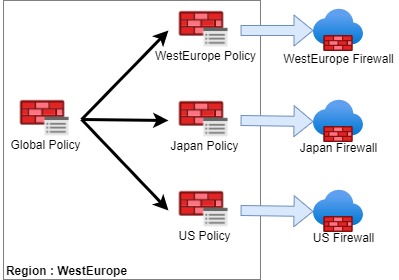 WestEurope Policy
WestEurope Firewall
Global Policy
Japan Policy
Japan Firewall
US Policy
US Firewall
Region : WestEurope